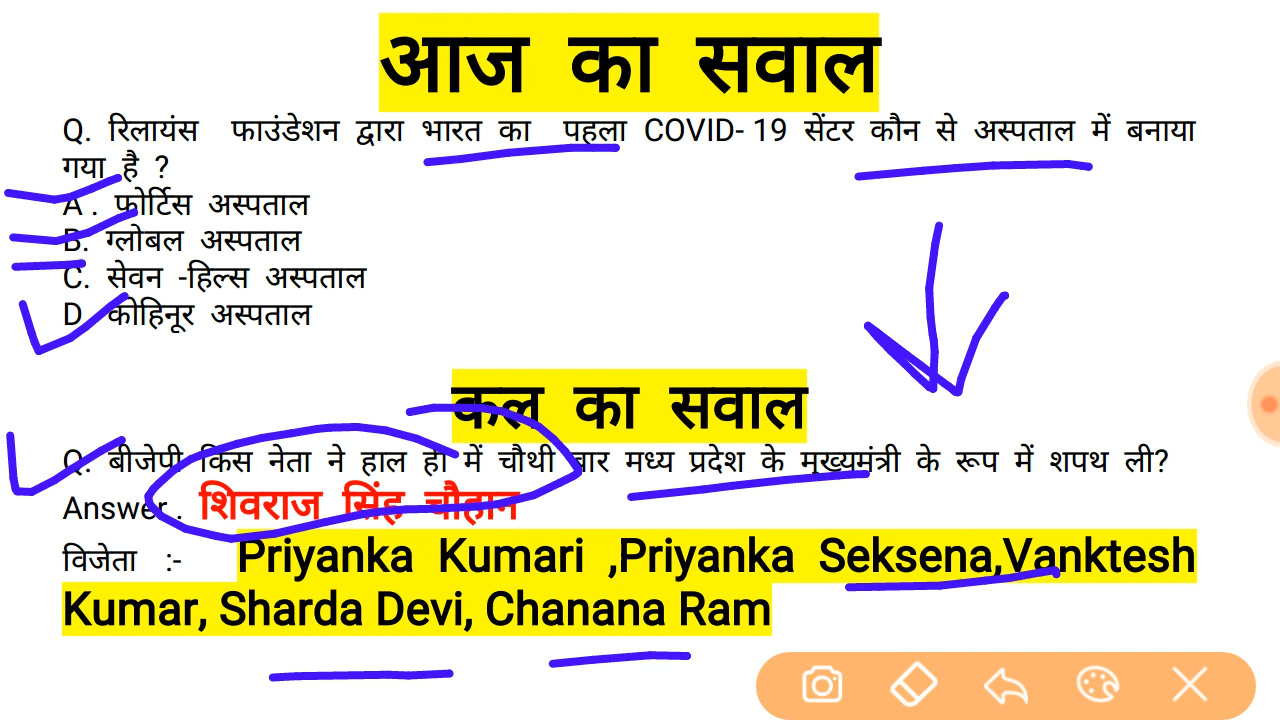 आज का सवाल
Q. रिलायंस फाउंडेशन द्वारा भारत का पहला COVID- 19 सेंटर कौन से अस्पताल में बनाया
गया है ?
A . फोर्टिस अस्पताल
B. ग्लोबल अस्पताल
C. सेवन -हिल्स अस्पताल
D. कोहिनूर अस्पताल
कल का सवाल
Q. बीजेपी किस नेता ने हाल ही में चौथी बार मध्य प्रदेश के मुख्यमंत्री के रूप में शपथ ली?
Answer . शिवराज सिंह चौहान
विजेता :- Priyanka Kumari ,Priyanka Seksena,Vanktesh
Kumar, Sharda Devi, Chanana Ram